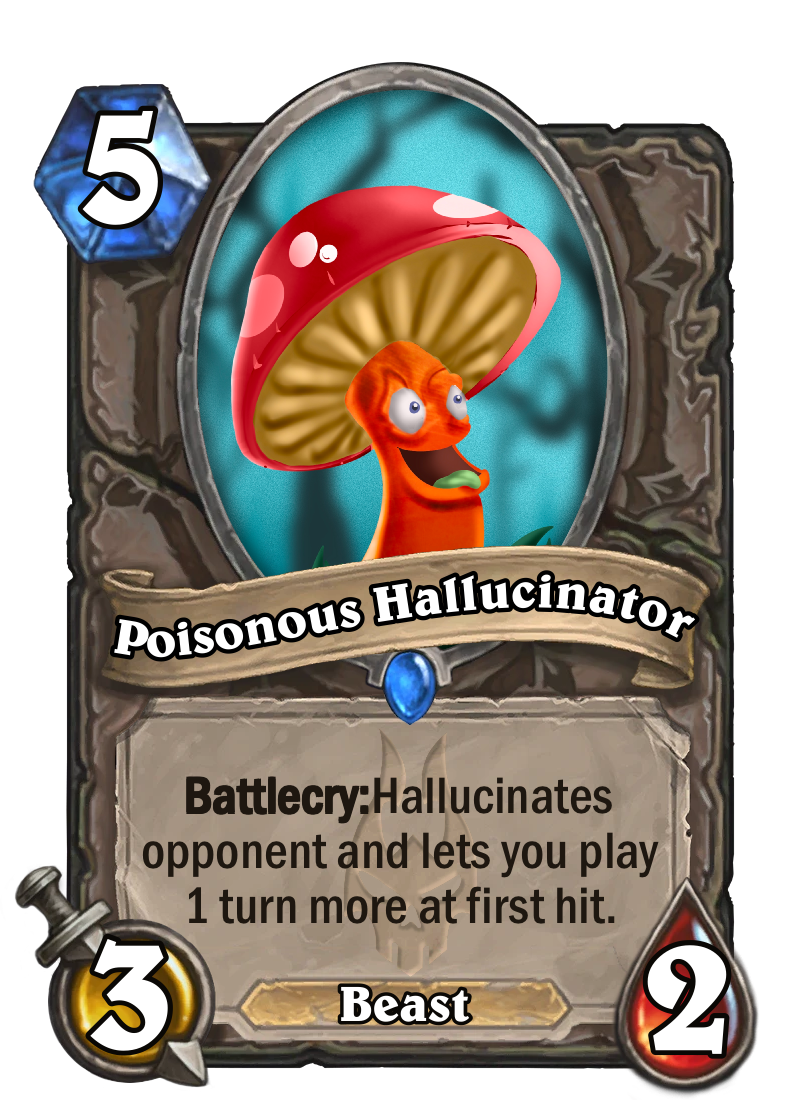 5
Poisonous Hallucinator
Battlecry:Hallucinates
opponent and lets you play
1 turn more at first hit.
3
Beast
2